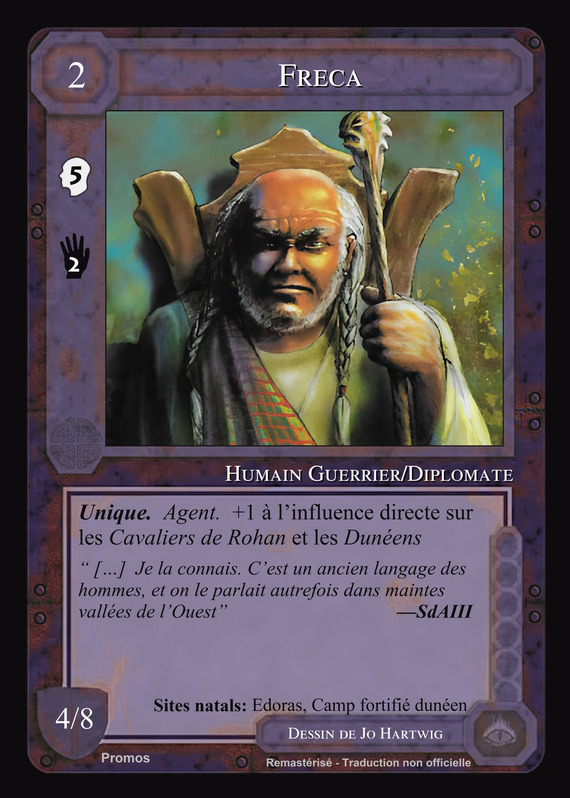 2
Freca
5
2
Humain Guerrier/Diplomate
Unique. Agent. +1 à l’influence directe sur
les Cavaliers de Rohan et les Dunéens
“ [...] Je la connais. C’est un ancien langage des
hommes, et on le parlait autrefois dans maintes
vallées de l’Ouest” —SdAIII
Sites natals: Edoras, Camp fortifié dunéen
4/8
Dessin de Jo Hartwig
Promos
Remastérisé - Traduction non officielle